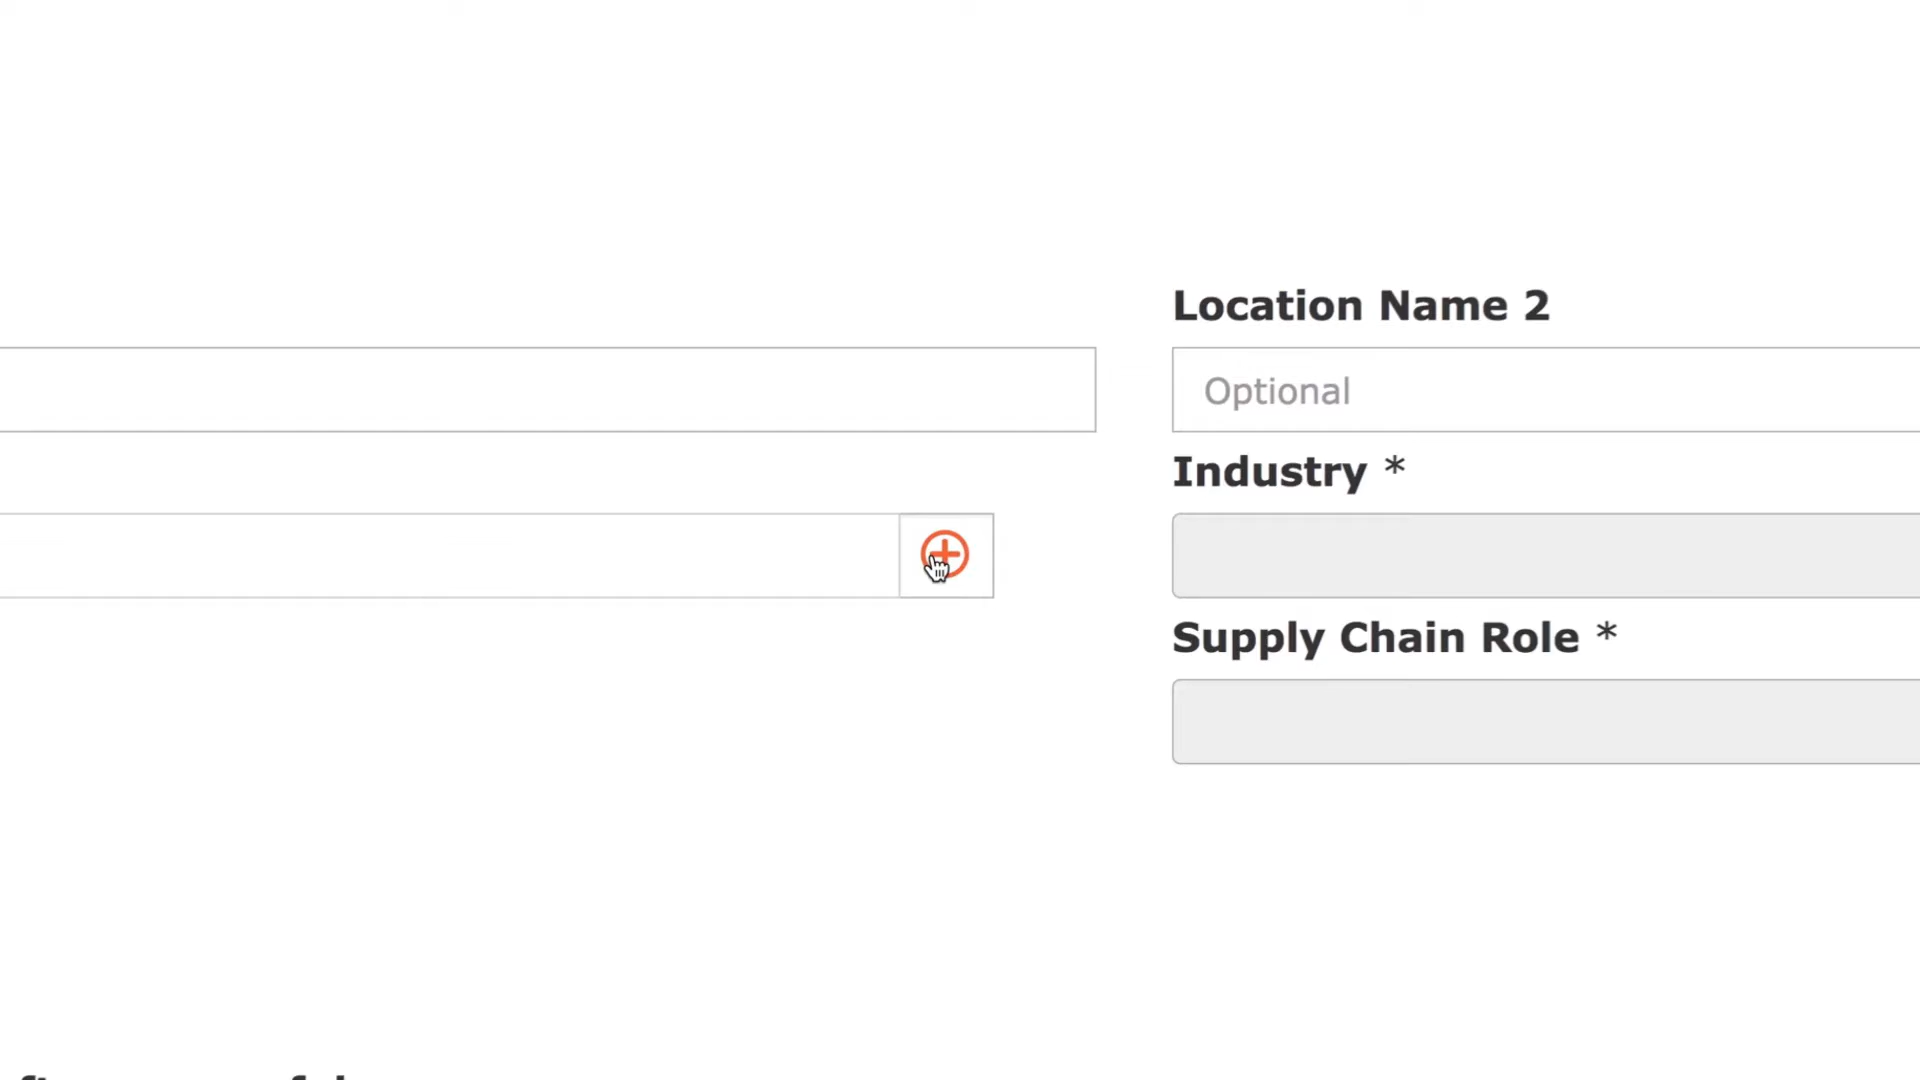 Location Name 2
Optional
Industry *
Supply Chain Role *